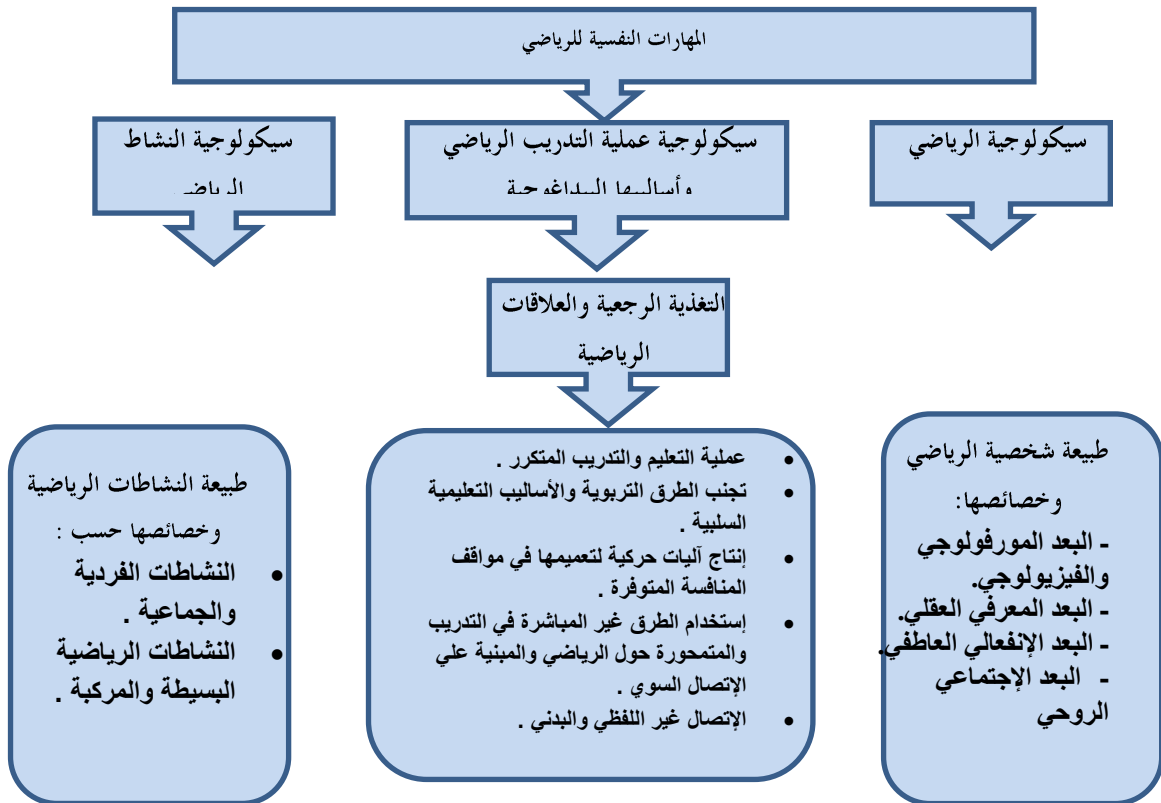 المهارات النفسية للرياضي
سيكولوجية الرياضي
سيكولوجية عملية التدريب الرياضي
وأساليبها البيداغوجية
سيكولوجية النشاط
الرياضي
التغذية الرجعية والعلاقات
الرياضية
طبيعة شخصية الرياضي
وخصائصها:
- البعد المورفولوجي
والفيزيولوجي.
- البعد المعرفي العقلي.
- البعد الإنفعالي العاطفي.
- البعد الإجتماعي
الروحي
• عملية التعليم والتدريب المتكرر .
• تجنب الطرق التربوية والأساليب التعليمية
السلبية .
• إنتاج آليات حركية لتعميمها في مواقف
المنافسة المتوفرة .
• إستخدام الطرق غير المباشرة في التدريب
والمتمحورة حول الرياضي والمبنية علي
الإتصال السوي .
• الإتصال غير اللفظي والبدني .
طبيعة النشاطات الرياضية
وخصائصها حسب :
• النشاطات الفردية
والجماعية .
• النشاطات الرياضية
البسيطة والمركبة .